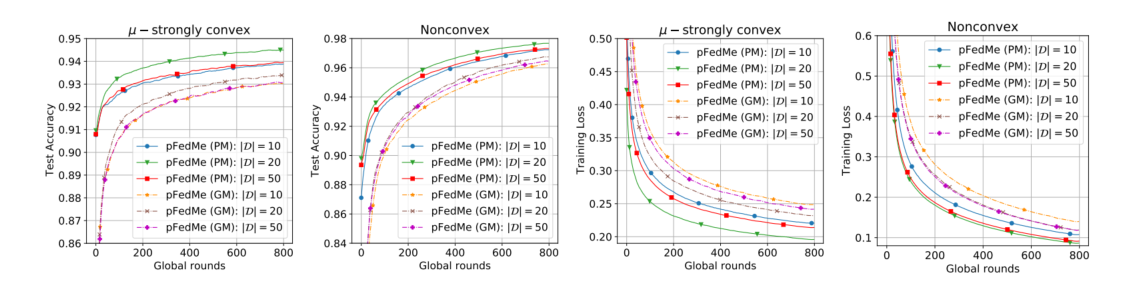 μ − strongly convex
0.95
0.94
0.93
0.92
0.91
0.90
0.89
0.88
0.87
0.86
Test Accuracy
0 200 400 600 800
Global rounds
pFedMe (PM): |𝒟| = 10
pFedMe (PM): |𝒟| = 20
pFedMe (PM): |𝒟| = 50
pFedMe (GM): |𝒟| = 10
pFedMe (GM): |𝒟| = 20
pFedMe (GM): |𝒟| = 50
Nonconvex
0.98
0.96
0.94
0.92
0.90
0.88
0.86
0.84
Test Accuracy
0 200 400 600 800
Global rounds
pFedMe (PM): |𝒟| = 10
pFedMe (PM): |𝒟| = 20
pFedMe (PM): |𝒟| = 50
pFedMe (GM): |𝒟| = 10
pFedMe (GM): |𝒟| = 20
pFedMe (GM): |𝒟| = 50
μ − strongly convex
0.50
0.45
0.40
0.35
0.30
0.25
0.20
Training Loss
0 200 400 600 800
Global rounds
pFedMe (PM): |𝒟| = 10
pFedMe (PM): |𝒟| = 20
pFedMe (PM): |𝒟| = 50
pFedMe (GM): |𝒟| = 10
pFedMe (GM): |𝒟| = 20
pFedMe (GM): |𝒟| = 50
Nonconvex
0.6
0.5
0.4
0.3
0.2
0.1
Training Loss
0 200 400 600 800
Global rounds
pFedMe (PM): |𝒟| = 10
pFedMe (PM): |𝒟| = 20
pFedMe (PM): |𝒟| = 50
pFedMe (GM): |𝒟| = 10
pFedMe (GM): |𝒟| = 20
pFedMe (GM): |𝒟| = 50